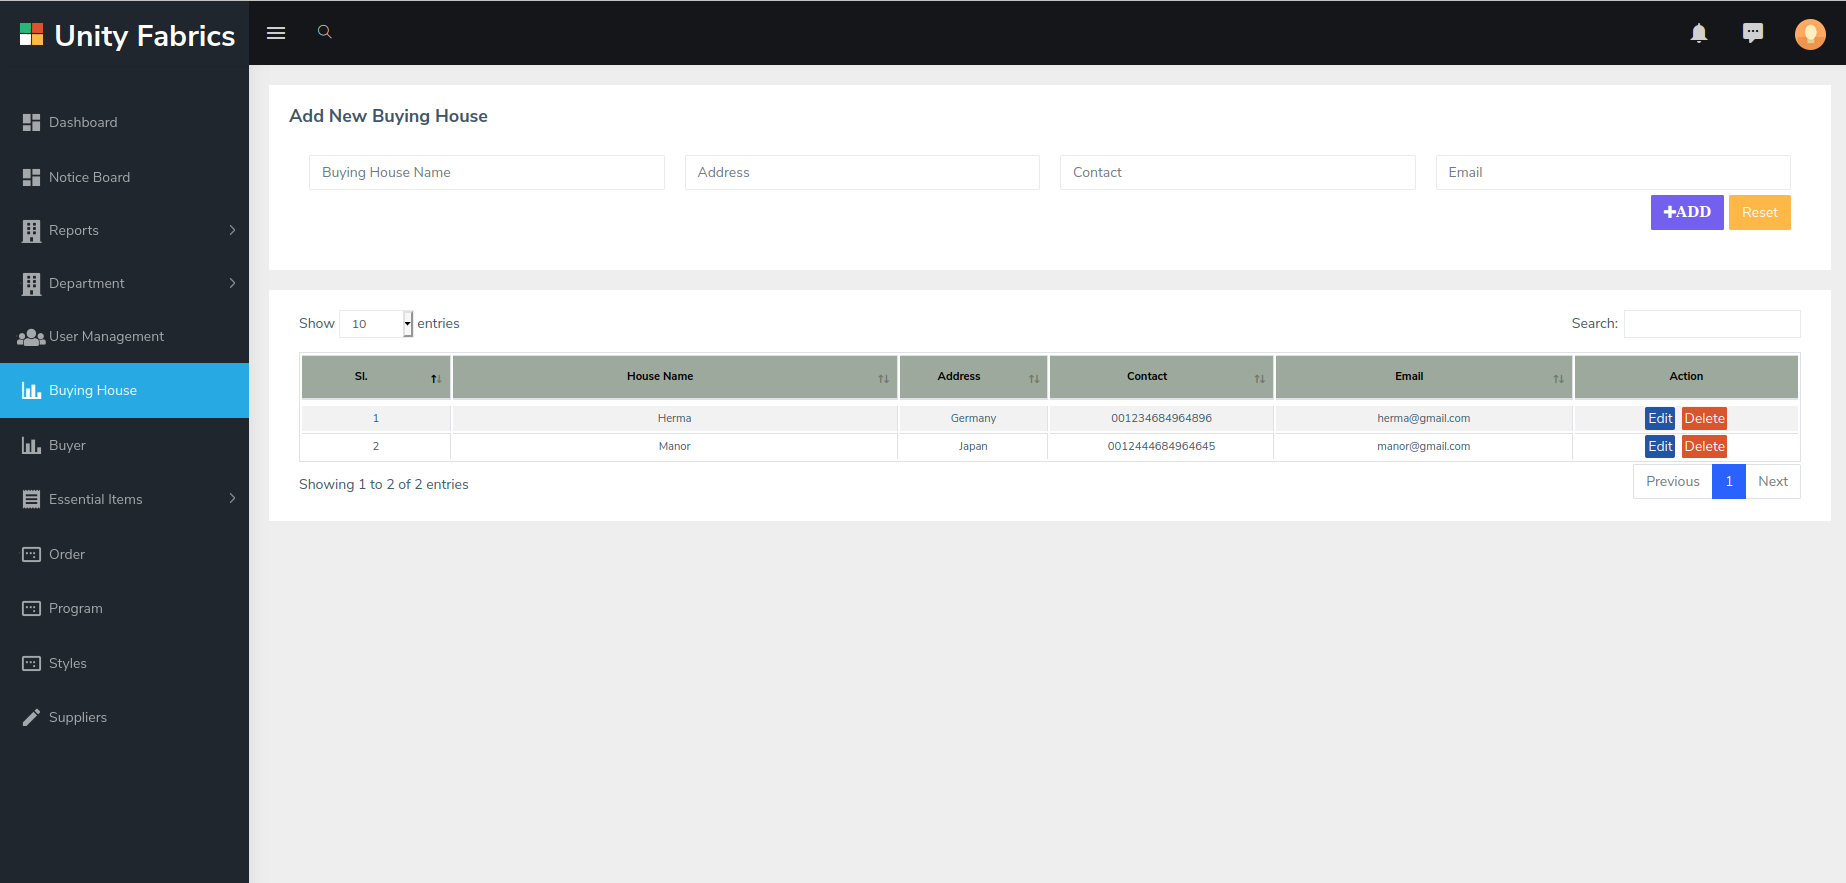 Unity Fabrics
Dashboard
Notice Board
Reports
Department
User Management
Buying House
Buyer
Essential Items
Order
Program
Styles
Suppliers
Add New Buying House
Buying House Name Address Contact Email
+ADD Reset
Show 10 entries Search:
Sl. House Name Address Contact Email Action
1 Herma Germany 001234684964896 herma@gmail.com Edit Delete
2 Manor Japan 0012444684964645 manor@gmail.com Edit Delete
Showing 1 to 2 of 2 entries Previous 1 Next